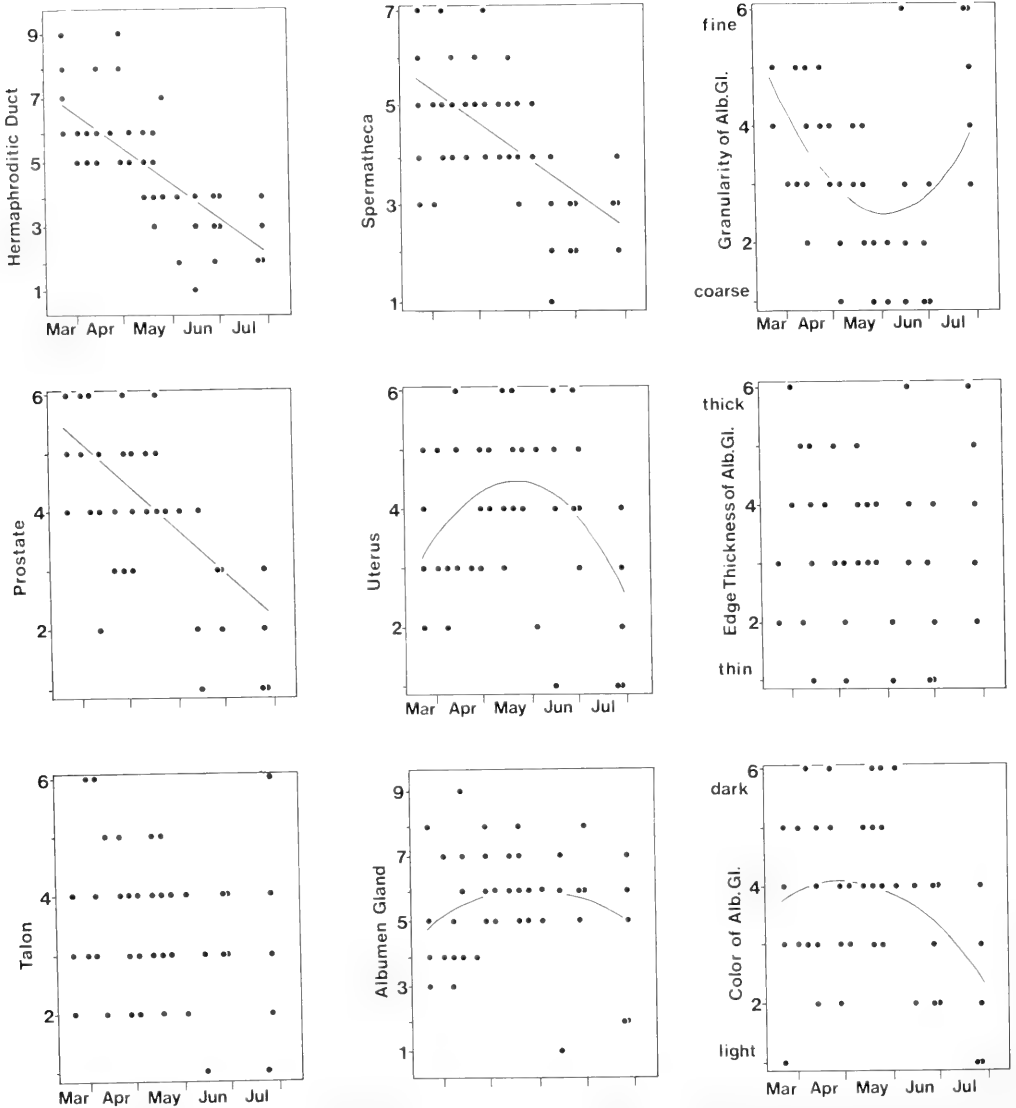 Hermaphroditic Duct
9
7
5
3
1
Mar Apr May Jun Jul
Spermatheca
7
5
3
1
Granularity of Alb.Gl.
fine
coarse
6
4
2
Mar Apr May Jun Jul
Prostate
6
4
2
Uterus
6
4
2
Mar Apr May Jun Jul
Edge Thickness of Alb.Gl.
thick
thin
6
4
2
Talon
6
4
2
Mar Apr May Jun Jul
Albumen Gland
9
7
5
3
1
Color of Alb. Gl.
dark
light
6
4
2
Mar Apr May Jun Jul